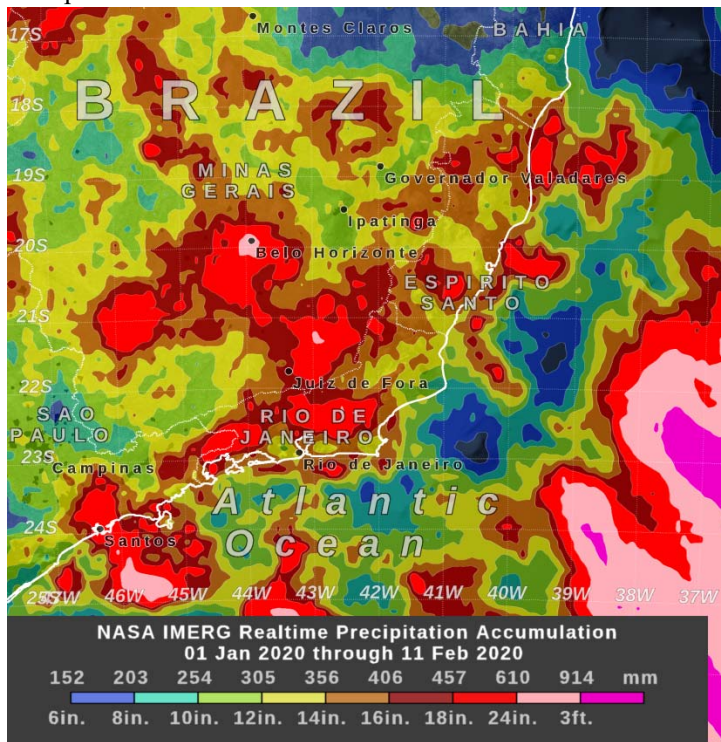 17S
Montes Claros
BAHIA
BRAZIL
18S
MINAS
GERAIS
19S
Governador Valadares
Ipatinga
20S
Belo Horizonte
ESPIRITO
SANTO
21S
22S
Juiz de Fora
SAO
PAULO
RIO DE
JANEIRO
23S
Campinas
Rio de Janeiro
Atlantic
Ocean
24S
Santos
46W 45W 44W 43W 42W 41W 40W 39W 38W 37W
NASA IMERG Realtime Precipitation Accumulation
01 Jan 2020 through 11 Feb 2020
152 203 254 305 356 406 457 610 914 mm
6in. 8in. 10in. 12in. 14in. 16in. 18in. 24in. 3ft.